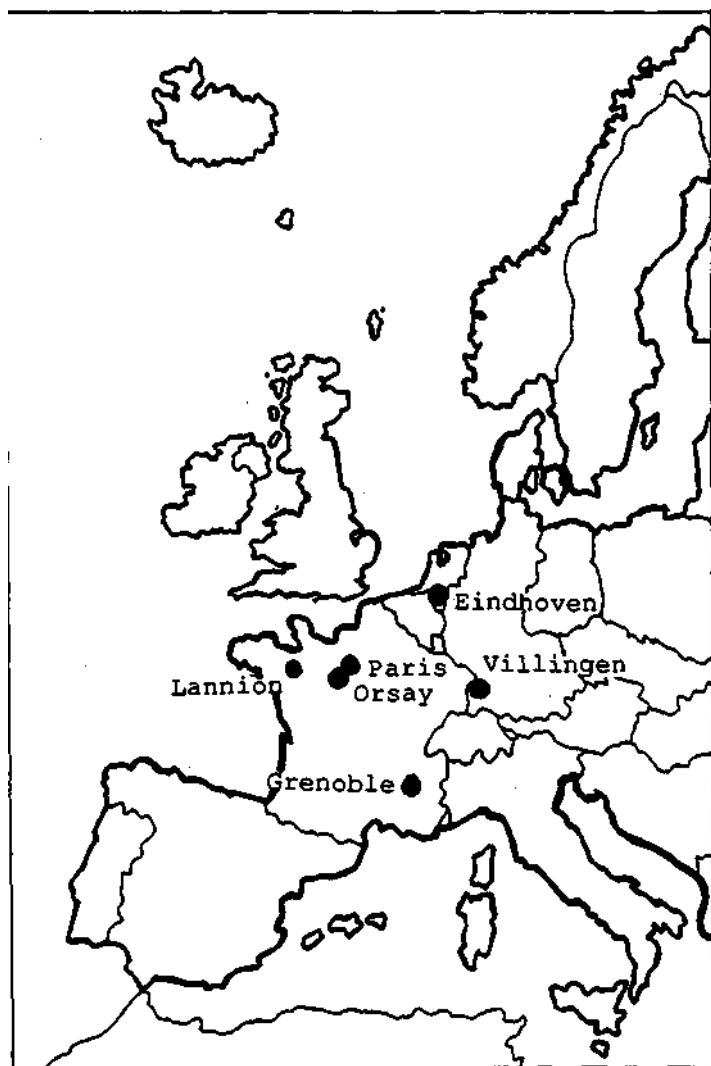 Eindhoven
Paris
Villingen
Lannion
Orsay
Grenoble